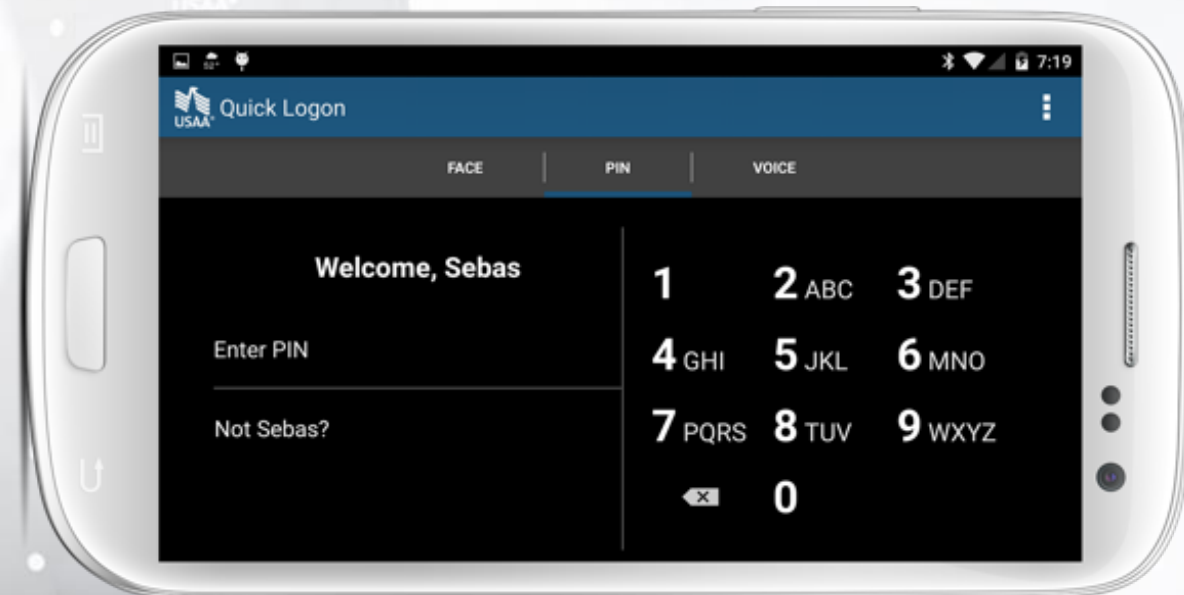 7:19
USAA® Quick Logon
FACE PIN VOICE
Welcome, Sebas
Enter PIN
Not Sebas?
1 2 ABC 3 DEF
4 GHI 5 JKL 6 MNO
7 PQRS 8 TUV 9 WXYZ
0